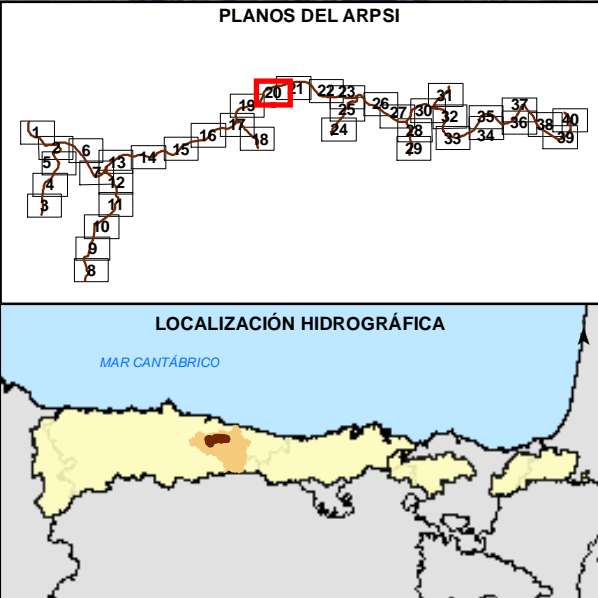 PLANOS DEL ARPSI
31
20 21 22 23
19 26 37
25 27 30 35 40
1 16 17 24 32 36 38
2 6 15 18 28 33 34 39
5 7 13 14 29
4 12
3 11
10
9
8
LOCALIZACIÓN HIDROGRÁFICA
MAR CANTÁBRICO